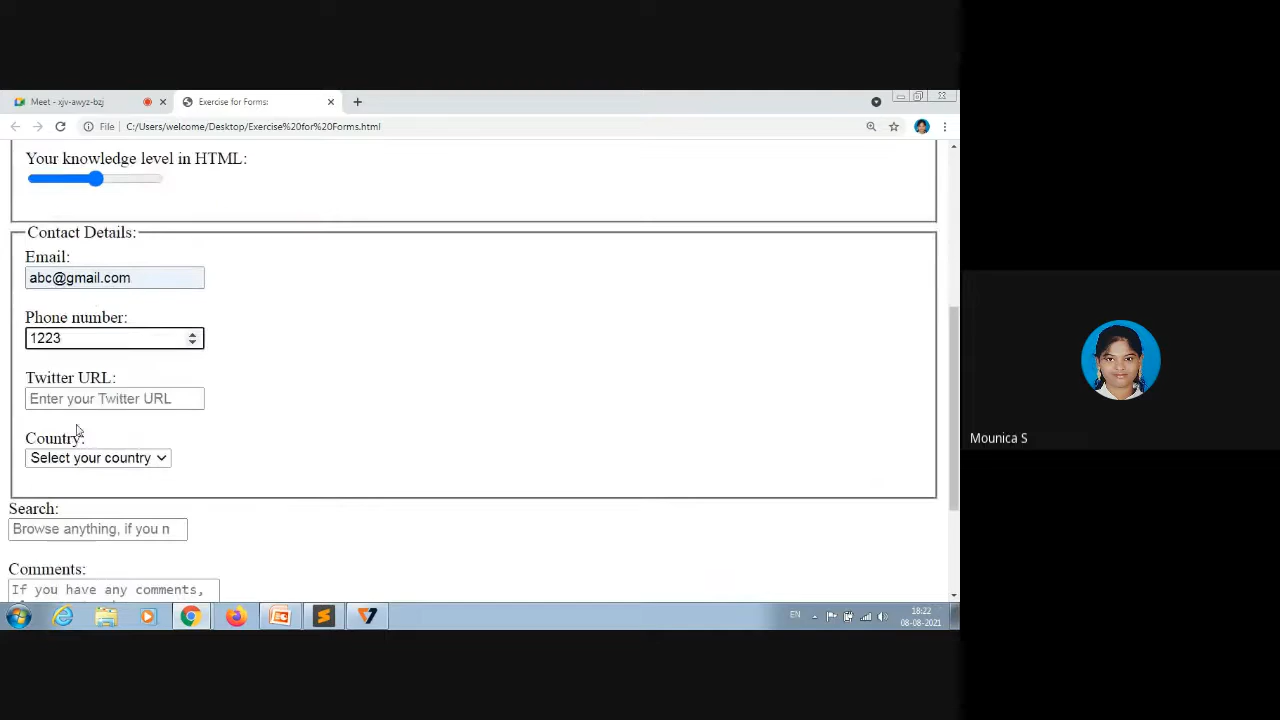 Meet - xjv-awyz-bzj
Exercise for Forms:
File
C:/Users/welcome/Desktop/Exercise%20for%20Forms.html
Your knowledge level in HTML:
Contact Details:
Email:
abc@gmail.com
Phone number:
1223
Twitter URL:
Enter your Twitter URL
Country:
Select your country
Search:
Browse anything, if you n
Comments:
If you have any comments,
EN
18:22
08-08-2021
Mounica S